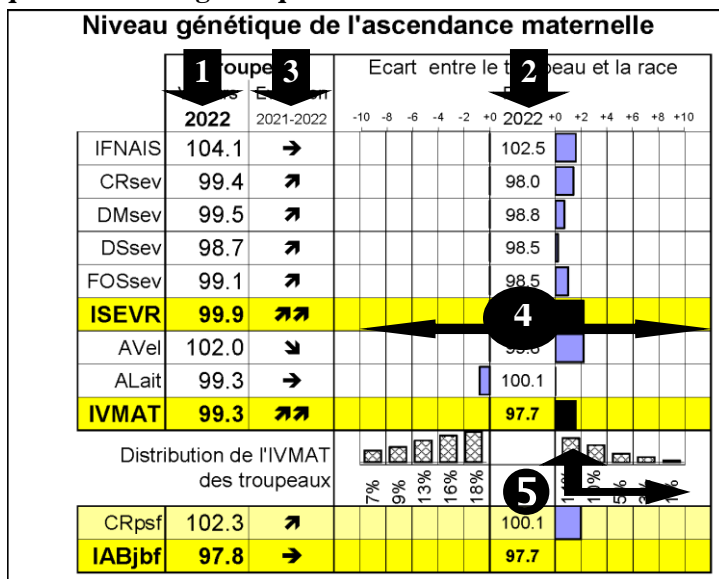 Niveau génétique de l'ascendance maternelle
1 3 Ecart entre le et la race 2
2022 2021-2022 -10 -8 -6 -4 -2 +0 2022 +0 +2 +4 +6 +8 +10
IFNAIS 104.1 → 102.5
CRsev 99.4 ↗ 98.0
DMsev 99.5 ↗ 98.8
DSsev 98.7 ↗ 98.5
FOSsev 99.1 ↗ 98.5
ISEVR 99.9 ↗↗ 4
AVel 102.0 ↘
ALait 99.3 → 100.1
IVMAT 99.3 ↗↗ 97.7
Distribution de l'IVMAT
des troupeaux
7% 9% 13% 16% 18% 5
CRpsf 102.3 ↗ 100.1
IABjbf 97.8 → 97.7